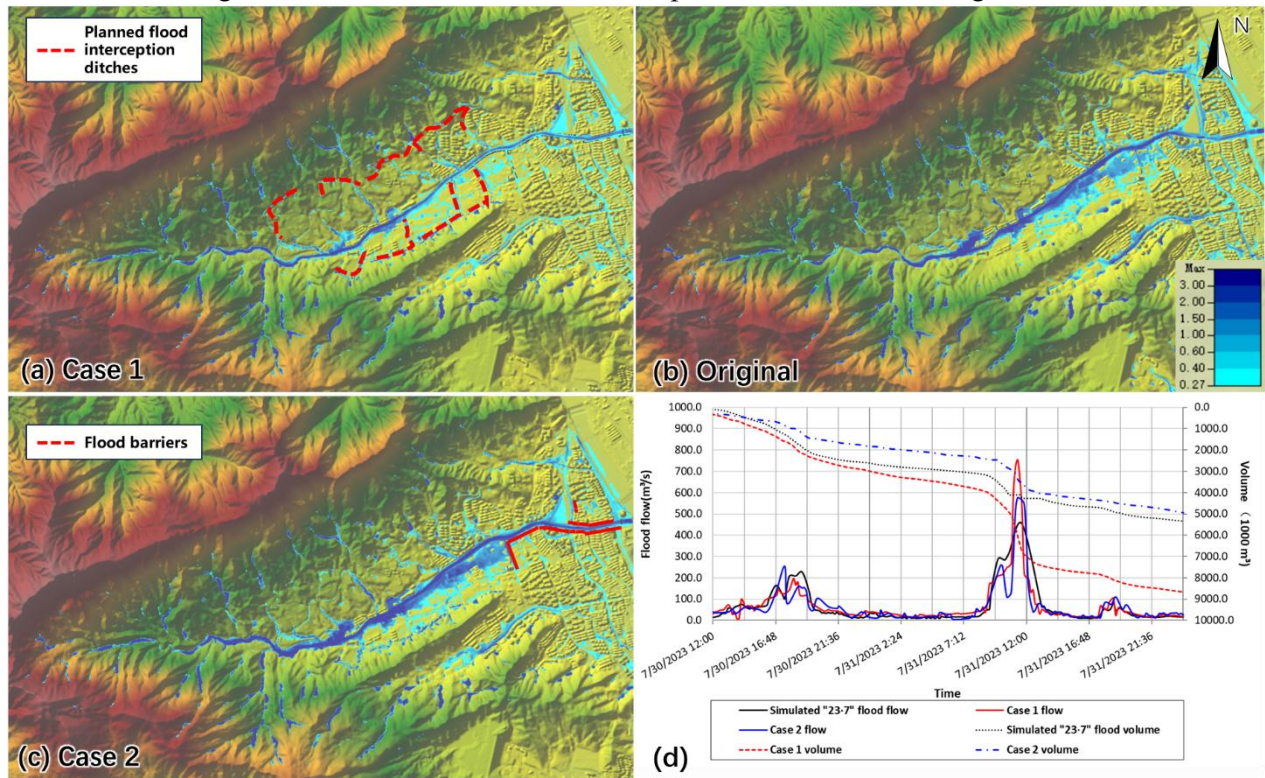 Planned flood
interception
ditches
(a) Case 1
N
Max
3.00
1.50
1.00
0.60
0.40
0.27
(b) Original
Flood barriers
(c) Case 2
1000.0
900.0
800.0
700.0
600.0
500.0
400.0
300.0
200.0
100.0
0.0
Flood flow(m³/s)
0.0
1000.0
2000.0
3000.0
4000.0
5000.0
6000.0
7000.0
8000.0
9000.0
10000.0
Volume （1000 m³)
7/30/2023 12:00
7/30/2023 16:48
7/30/2023 21:36
7/31/2023 2:24
7/31/2023 7:12
7/31/2023 12:00
7/31/2023 16:48
7/31/2023 21:36
Time
Simulated "23·7" flood flow
Case 1 flow
Case 2 flow
Simulated "23·7" flood volume
Case 1 volume
Case 2 volume
(d)